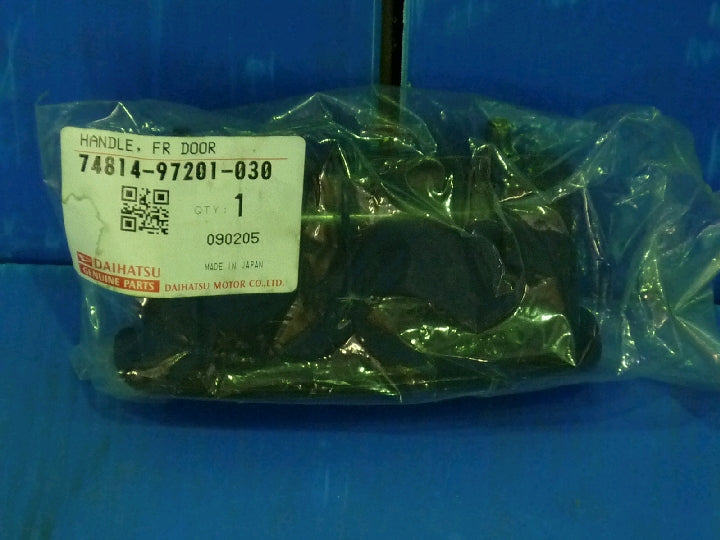 HANDLE, FR DOOR
74814-97201-030
QTY: 1
090205
MADE IN JAPAN
DAIHATSU
GENUINE PARTS
DAIHATSU MOTOR CO.,LTD.